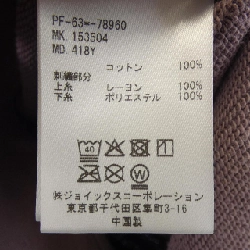 PF-63*-78960
MK. 153504
MD. 418Y
コットン 100%
刺繍部分
上糸 レーヨン 100%
下糸 ポリエステル 100%
40
W
㈱ジョイックスコーポレーション
東京都千代田区麹町3-16
中国製